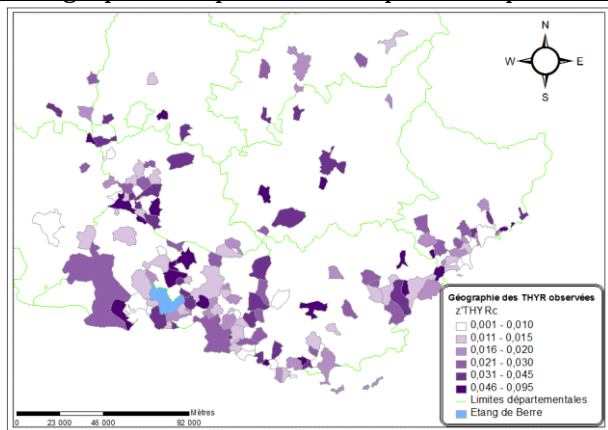 N
W E
S
Géographie des THYR observées
z'THYRc
0,001 - 0,010
0,011 - 0,015
0,016 - 0,020
0,021 - 0,030
0,031 - 0,045
0,046 - 0,095
Limites départementales
Etang de Berre
Mètres
0 23 000 46 000 92 000